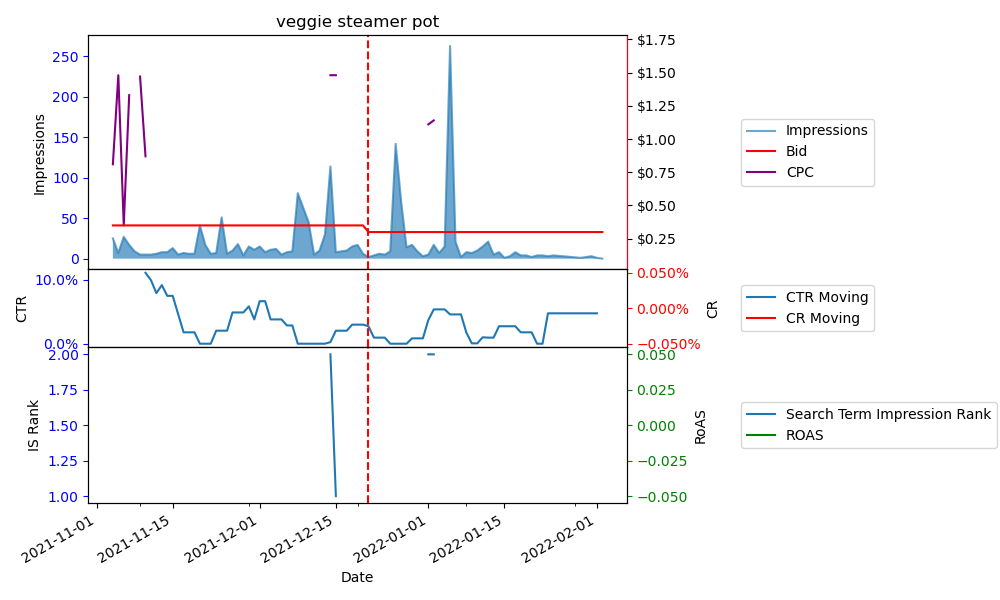 veggie steamer pot
Impressions
250
200
150
100
50
0
$1.75
$1.50
$1.25
$1.00
$0.75
$0.50
$0.25
Impressions
Bid
CPC
CTR
10.0%
0.0%
0.050%
0.000%
−0.050%
CR
CTR Moving
CR Moving
IS Rank
2.00
1.75
1.50
1.25
1.00
0.050
0.025
0.000
−0.025
−0.050
RoAS
Search Term Impression Rank
ROAS
2021-11-01
2021-11-15
2021-12-01
2021-12-15
2022-01-01
2022-01-15
2022-02-01
Date